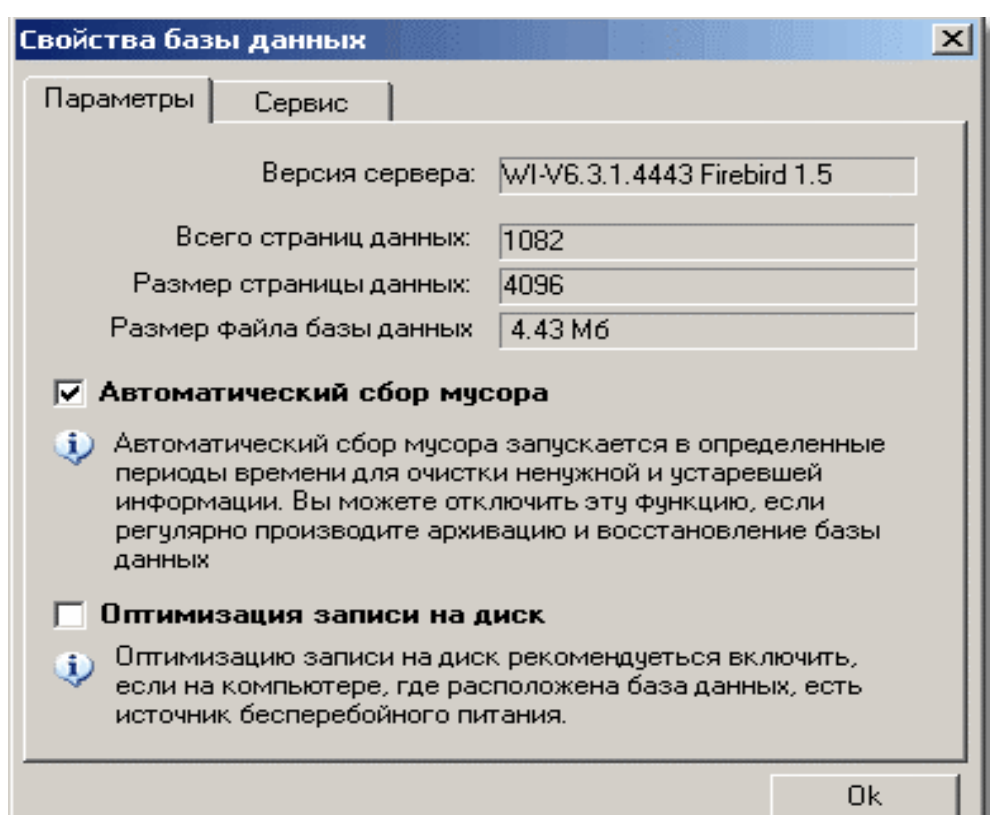 Свойства базы данных
Параметры Сервис
Версия сервера: WI-V6.3.1.4443 Firebird 1.5
Всего страниц данных: 1082
Размер страницы данных: 4096
Размер файла базы данных 4.43 Мб
Автоматический сбор мусора
Автоматический сбор мусора запускается в определенные
периоды времени для очистки ненужной и устаревшей
информации. Вы можете отключить эту функцию, если
регулярно производите архивацию и восстановление базы
данных
Оптимизация записи на диск
Оптимизацию записи на диск рекомендуеться включить,
если на компьютере, где расположена база данных, есть
источник бесперебойного питания.
Ok